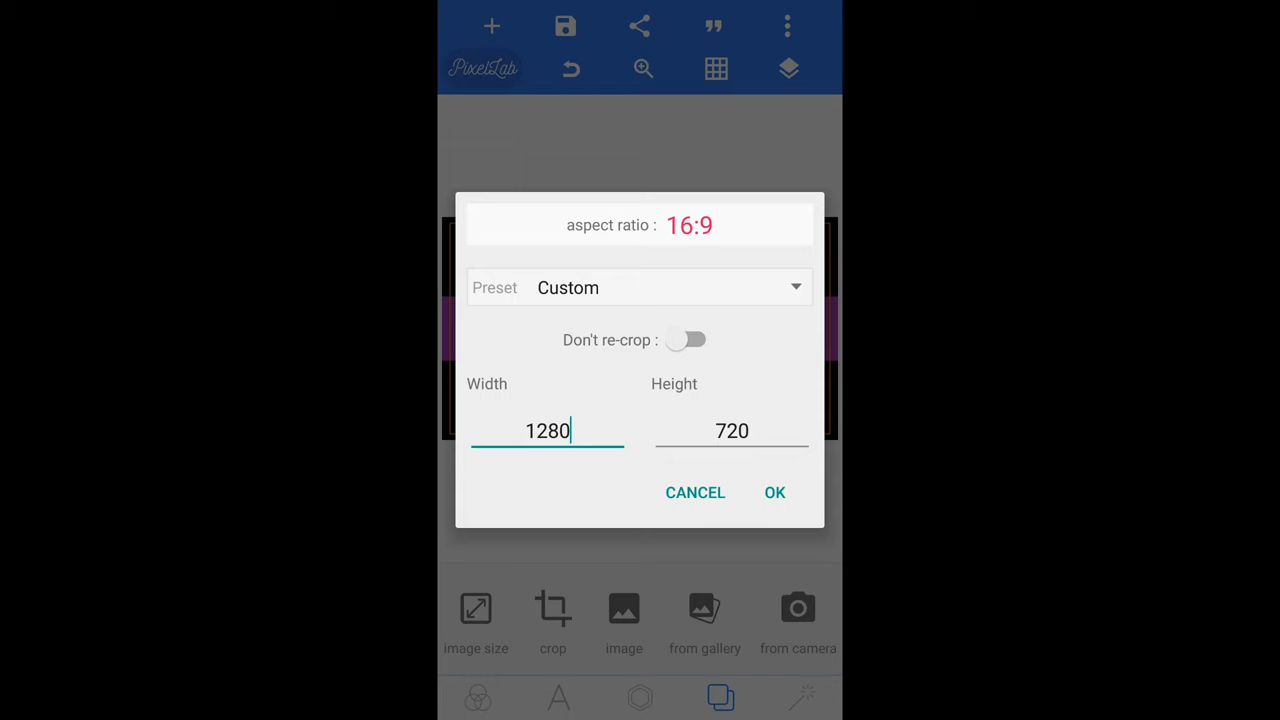 PixelLab
aspect ratio : 16:9
Preset Custom
Don't re-crop :
Width Height
1280 720
CANCEL OK
image size crop image from gallery from camera